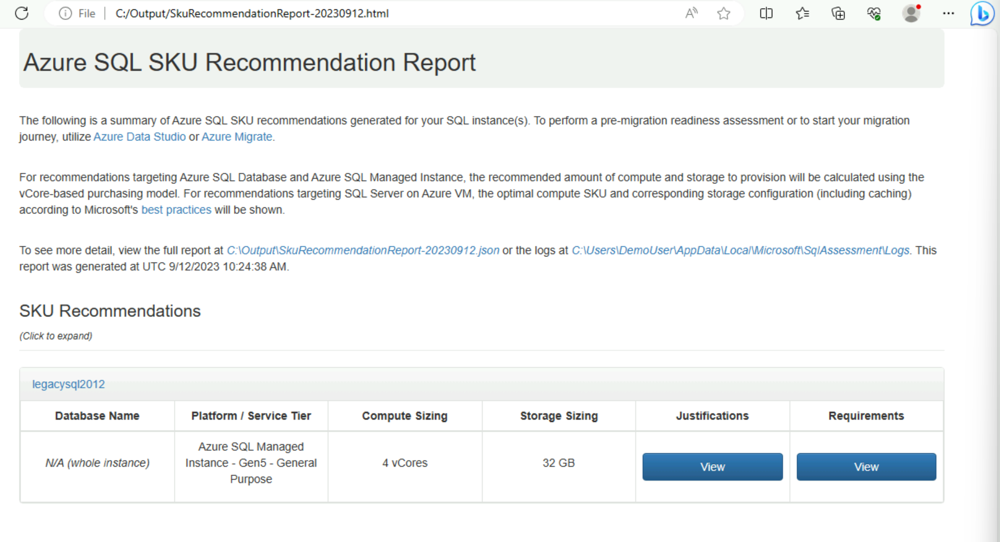 File C:/Output/SkuRecommendationReport-20230912.html
Azure SQL SKU Recommendation Report
The following is a summary of Azure SQL SKU recommendations generated for your SQL instance(s). To perform a pre-migration readiness assessment or to start your migration
journey, utilize Azure Data Studio or Azure Migrate.
For recommendations targeting Azure SQL Database and Azure SQL Managed Instance, the recommended amount of compute and storage to provision will be calculated using the
vCore-based purchasing model. For recommendations targeting SQL Server on Azure VM, the optimal compute SKU and corresponding storage configuration (including caching)
according to Microsoft's best practices will be shown.
To see more detail, view the full report at C:\Output\SkuRecommendationReport-20230912.json or the logs at C:\Users\DemoUser\AppData\Local\Microsoft\SqlAssessment\Logs. This
report was generated at UTC 9/12/2023 10:24:38 AM.
SKU Recommendations
(Click to expand)
legacysql2012
Database Name Platform / Service Tier Compute Sizing Storage Sizing Justifications Requirements
N/A (whole instance) Azure SQL Managed
Instance - Gen5 - General
Purpose 4 vCores 32 GB View View